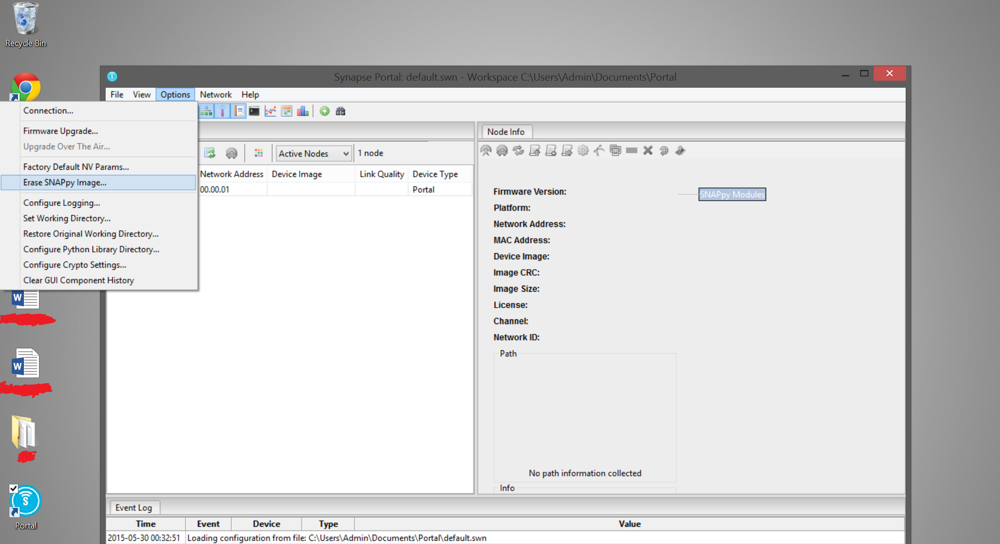 Recycle Bin
Synapse Portal: default.swn - Workspace C:\Users\Admin\Documents\Portal
File View Options Network Help
Connection...
Firmware Upgrade...
Upgrade Over The Air...
Factory Default NV Params...
Erase SNAPpy Image...
Configure Logging...
Set Working Directory...
Restore Original Working Directory...
Configure Python Library Directory...
Configure Crypto Settings...
Clear GUI Component History
Active Nodes 1 node
Network Address Device Image Link Quality Device Type
00.00.01 Portal
Node Info
Firmware Version:
SNAPpy Modules
Platform:
Network Address:
MAC Address:
Device Image:
Image CRC:
Image Size:
License:
Channel:
Network ID:
Path
No path information collected
Info
W
W
S
Portal
Event Log
Time Event Device Type Value
2015-05-30 00:32:51 Loading configuration from file: C:\Users\Admin\Documents\Portal\default.swn